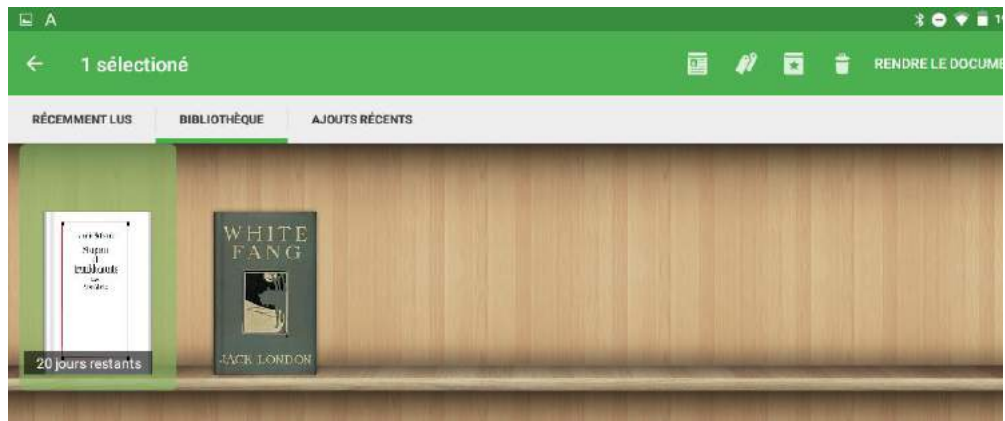 A
1 sélectioné
RENDRE LE DOCUME
RÉCEMMENT LUS
BIBLIOTHÈQUE
AJOUTS RÉCENTS
WHITE
FANG
JACK LONDON
20 jours restants